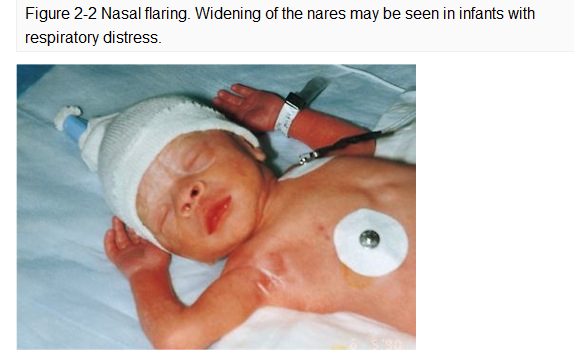 Figure 2-2 Nasal flaring. Widening of the nares may be seen in infants with
respiratory distress.